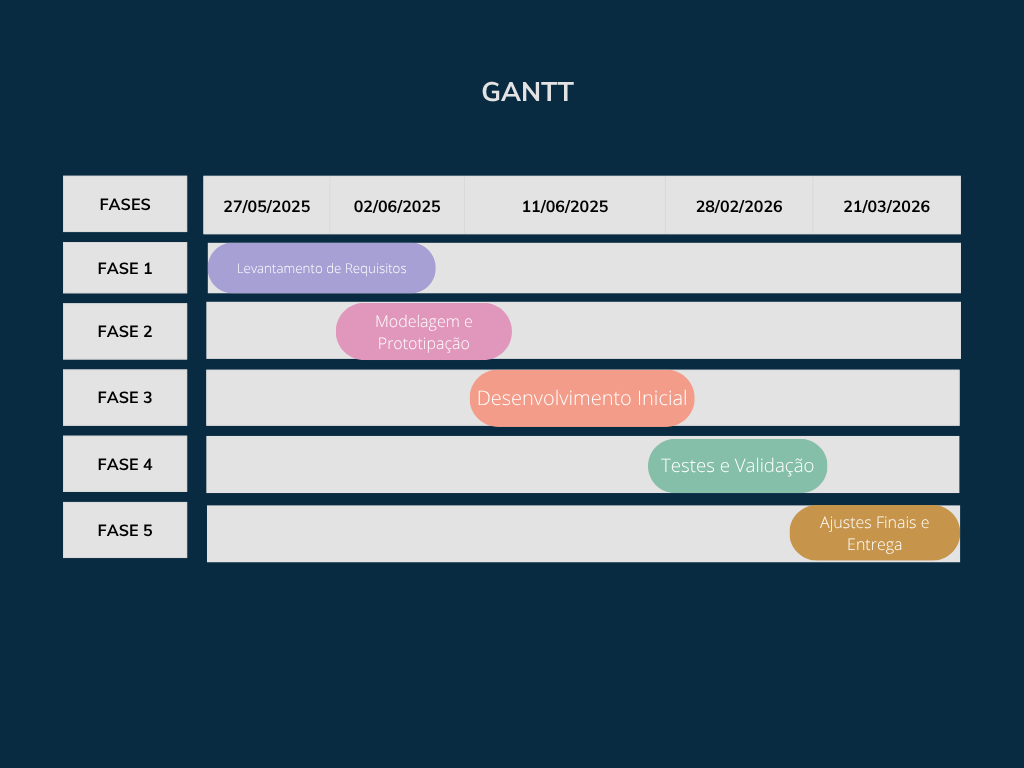 GANTT
FASES
27/05/2025
02/06/2025
11/06/2025
28/02/2026
21/03/2026
FASE 1
Levantamento de Requisitos
FASE 2
Modelagem e
Prototipação
FASE 3
Desenvolvimento Inicial
FASE 4
Testes e Validação
FASE 5
Ajustes Finais e
Entrega